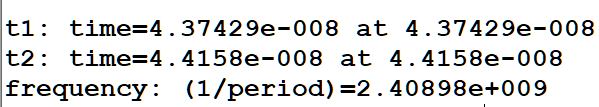 t1: time=4.37429e-008 at 4.37429e-008
t2: time=4.4158e-008 at 4.4158e-008
frequency: (1/period)=2.40898e+009